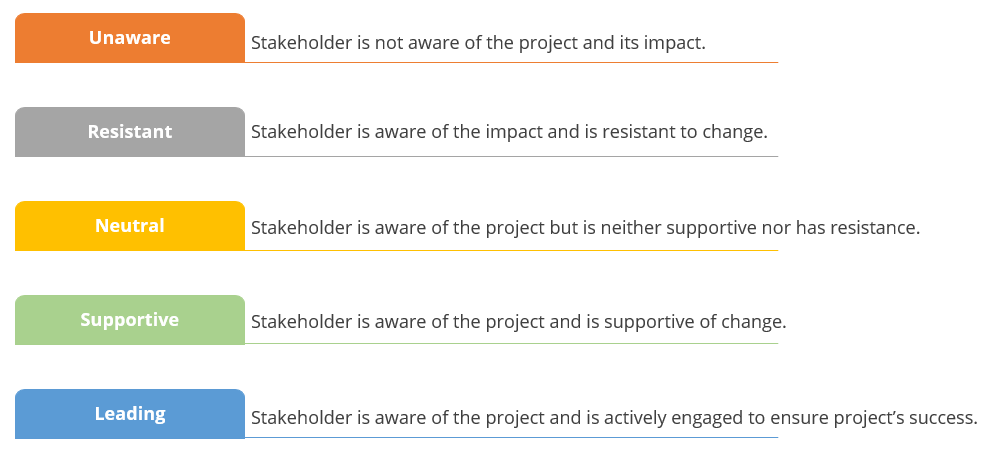 Unaware
Stakeholder is not aware of the project and its impact.
Resistant
Stakeholder is aware of the impact and is resistant to change.
Neutral
Stakeholder is aware of the project but is neither supportive nor has resistance.
Supportive
Stakeholder is aware of the project and is supportive of change.
Leading
Stakeholder is aware of the project and is actively engaged to ensure project’s success.